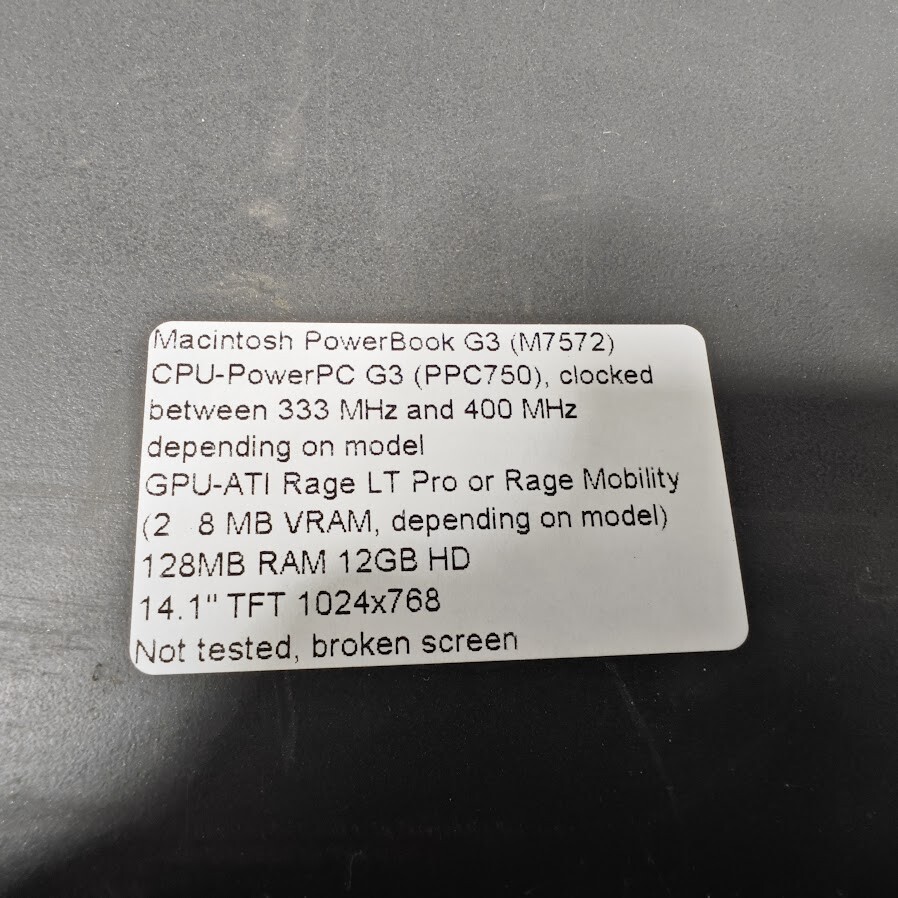 Macintosh PowerBook G3 (M7572)
CPU-PowerPC G3 (PPC750), clocked
between 333 MHz and 400 MHz
depending on model
GPU-ATI Rage LT Pro or Rage Mobility
(2 8 MB VRAM, depending on model)
128MB RAM 12GB HD
14.1" TFT 1024x768
Not tested, broken screen